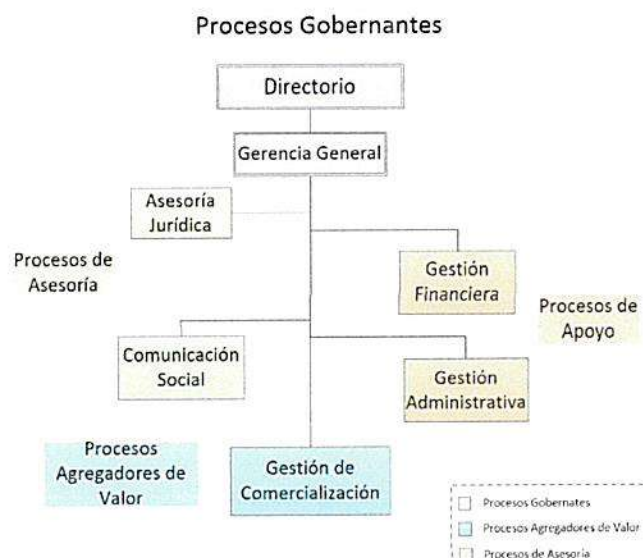 Procesos Gobernantes
Directorio
Gerencia General
Asesoría
Jurídica
Procesos de
Asesoría
Gestión
Financiera
Procesos de
Apoyo
Comunicación
Social
Gestión
Administrativa
Procesos
Agregadores de
Valor
Gestión de
Comercialización
Procesos Gobernates
Procesos Agregadores de Valor
Procesos de Asesoría